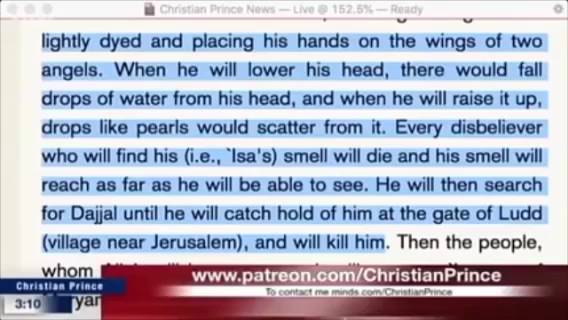 Christian Prince News — Live @ 152.5% — Ready
lightly dyed and placing his hands on the wings of two
angels. When he will lower his head, there would fall
drops of water from his head, and when he will raise it up,
drops like pearls would scatter from it. Every disbeliever
who will find his (i.e., `Isa's) smell will die and his smell will
reach as far as he will be able to see. He will then search
for Dajjal until he will catch hold of him at the gate of Ludd
(village near Jerusalem), and will kill him. Then the people,
whom
www.patreon.com/ChristianPrince
Christian Prince
To contact me minds.com/ChristianPrince
3:10